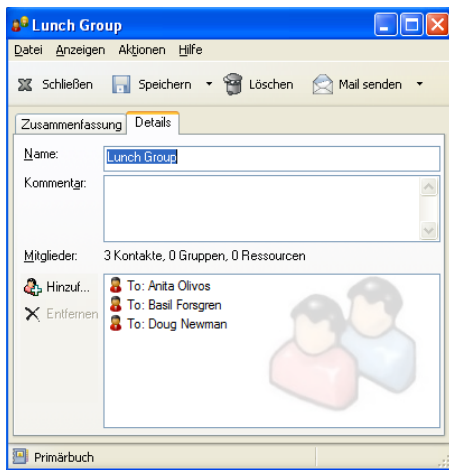 Lunch Group
Datei Anzeigen Aktionen Hilfe
Schließen Speichern Löschen Mail senden
Zusammenfassung Details
Name: Lunch Group
Kommentar:
Mitglieder: 3 Kontakte, 0 Gruppen, 0 Ressourcen
Hinzuf... To: Anita Olivos
To: Basil Forsgren
Entfernen To: Doug Newman
Primärbuch